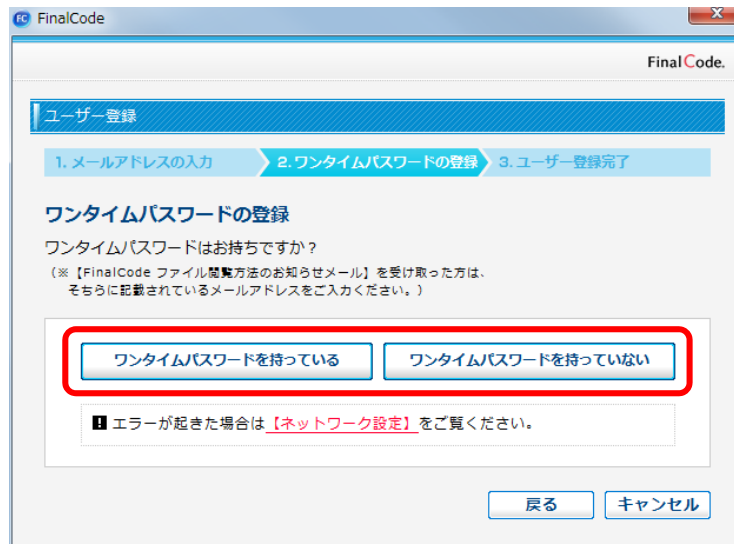 FC FinalCode
FinalCode.
ユーザー登録
1. メールアドレスの入力 2. ワンタイムパスワードの登録 3. ユーザー登録完了
ワンタイムパスワードの登録
ワンタイムパスワードはお持ちですか?
(※【FinalCode ファイル閲覧方法のお知らせメール】を受け取った方は、
そちらに記載されているメールアドレスをご入力ください。)
ワンタイムパスワードを持っている ワンタイムパスワードを持っていない
! エラーが起きた場合は【ネットワーク設定】をご覧ください。
戻る キャンセル